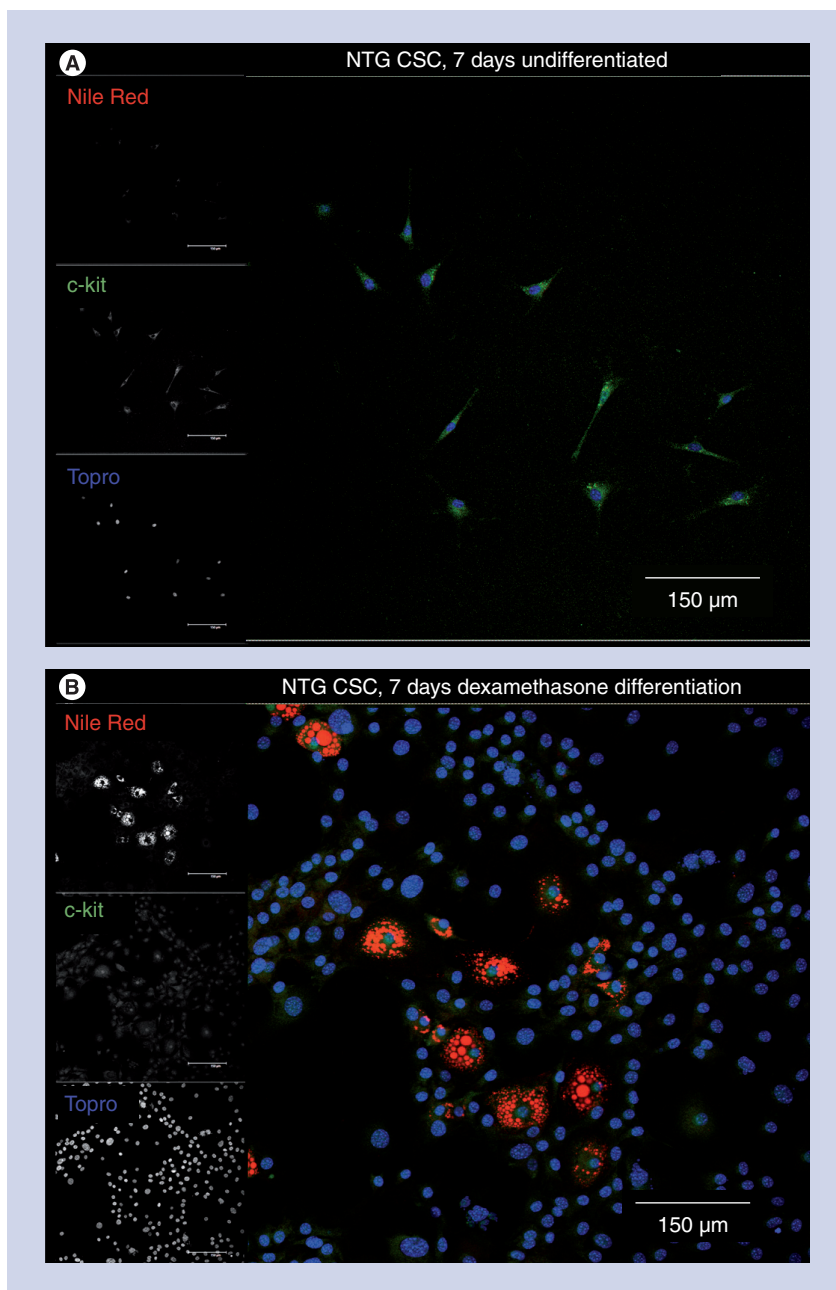 A
NTG CSC, 7 days undifferentiated
Nile Red
c-kit
Topro
150 µm
B
NTG CSC, 7 days dexamethasone differentiation
Nile Red
c-kit
Topro
150 µm